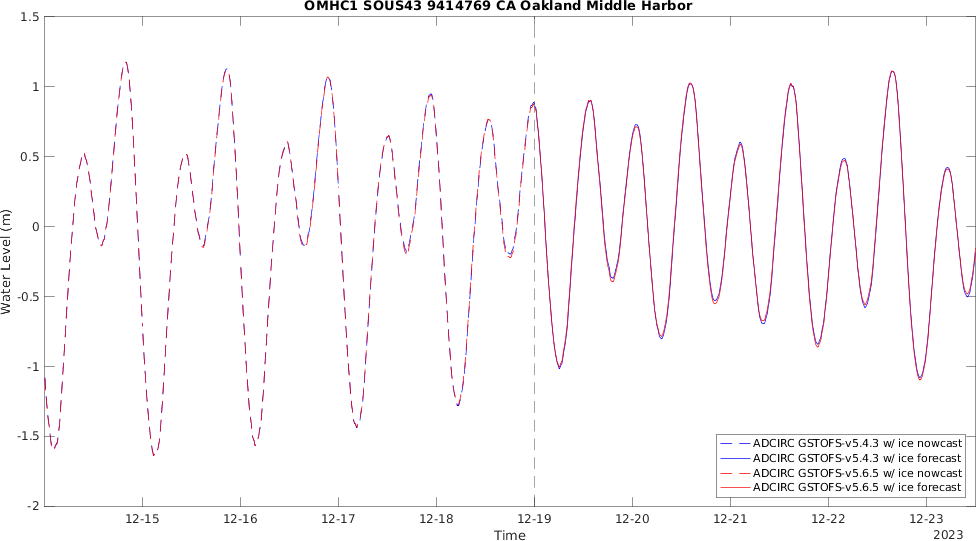 OMHC1 SOUS43 9414769 CA Oakland Middle Harbor
1.5
1
0.5
0
-0.5
-1
-1.5
-2
Water Level (m)
12-15
12-16
12-17
12-18
12-19
12-20
12-21
12-22
12-23
Time
2023
ADCIRC GSTOFS-v5.4.3 w/ ice nowcast
ADCIRC GSTOFS-v5.4.3 w/ ice forecast
ADCIRC GSTOFS-v5.6.5 w/ ice nowcast
ADCIRC GSTOFS-v5.6.5 w/ ice forecast